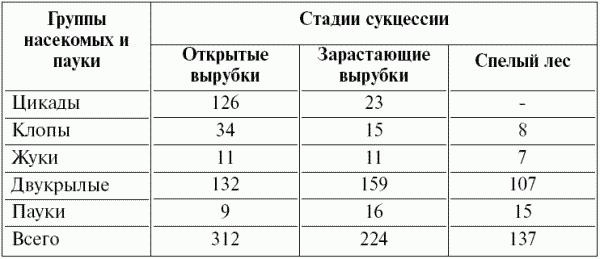 Группы насекомых и пауки
Стадии сукцессии
Открытые вырубки
Зарастающие вырубки
Спелый лес
Цикады 126 23 -
Клопы 34 15 8
Жуки 11 11 7
Двукрылые 132 159 107
Пауки 9 16 15
Всего 312 224 137